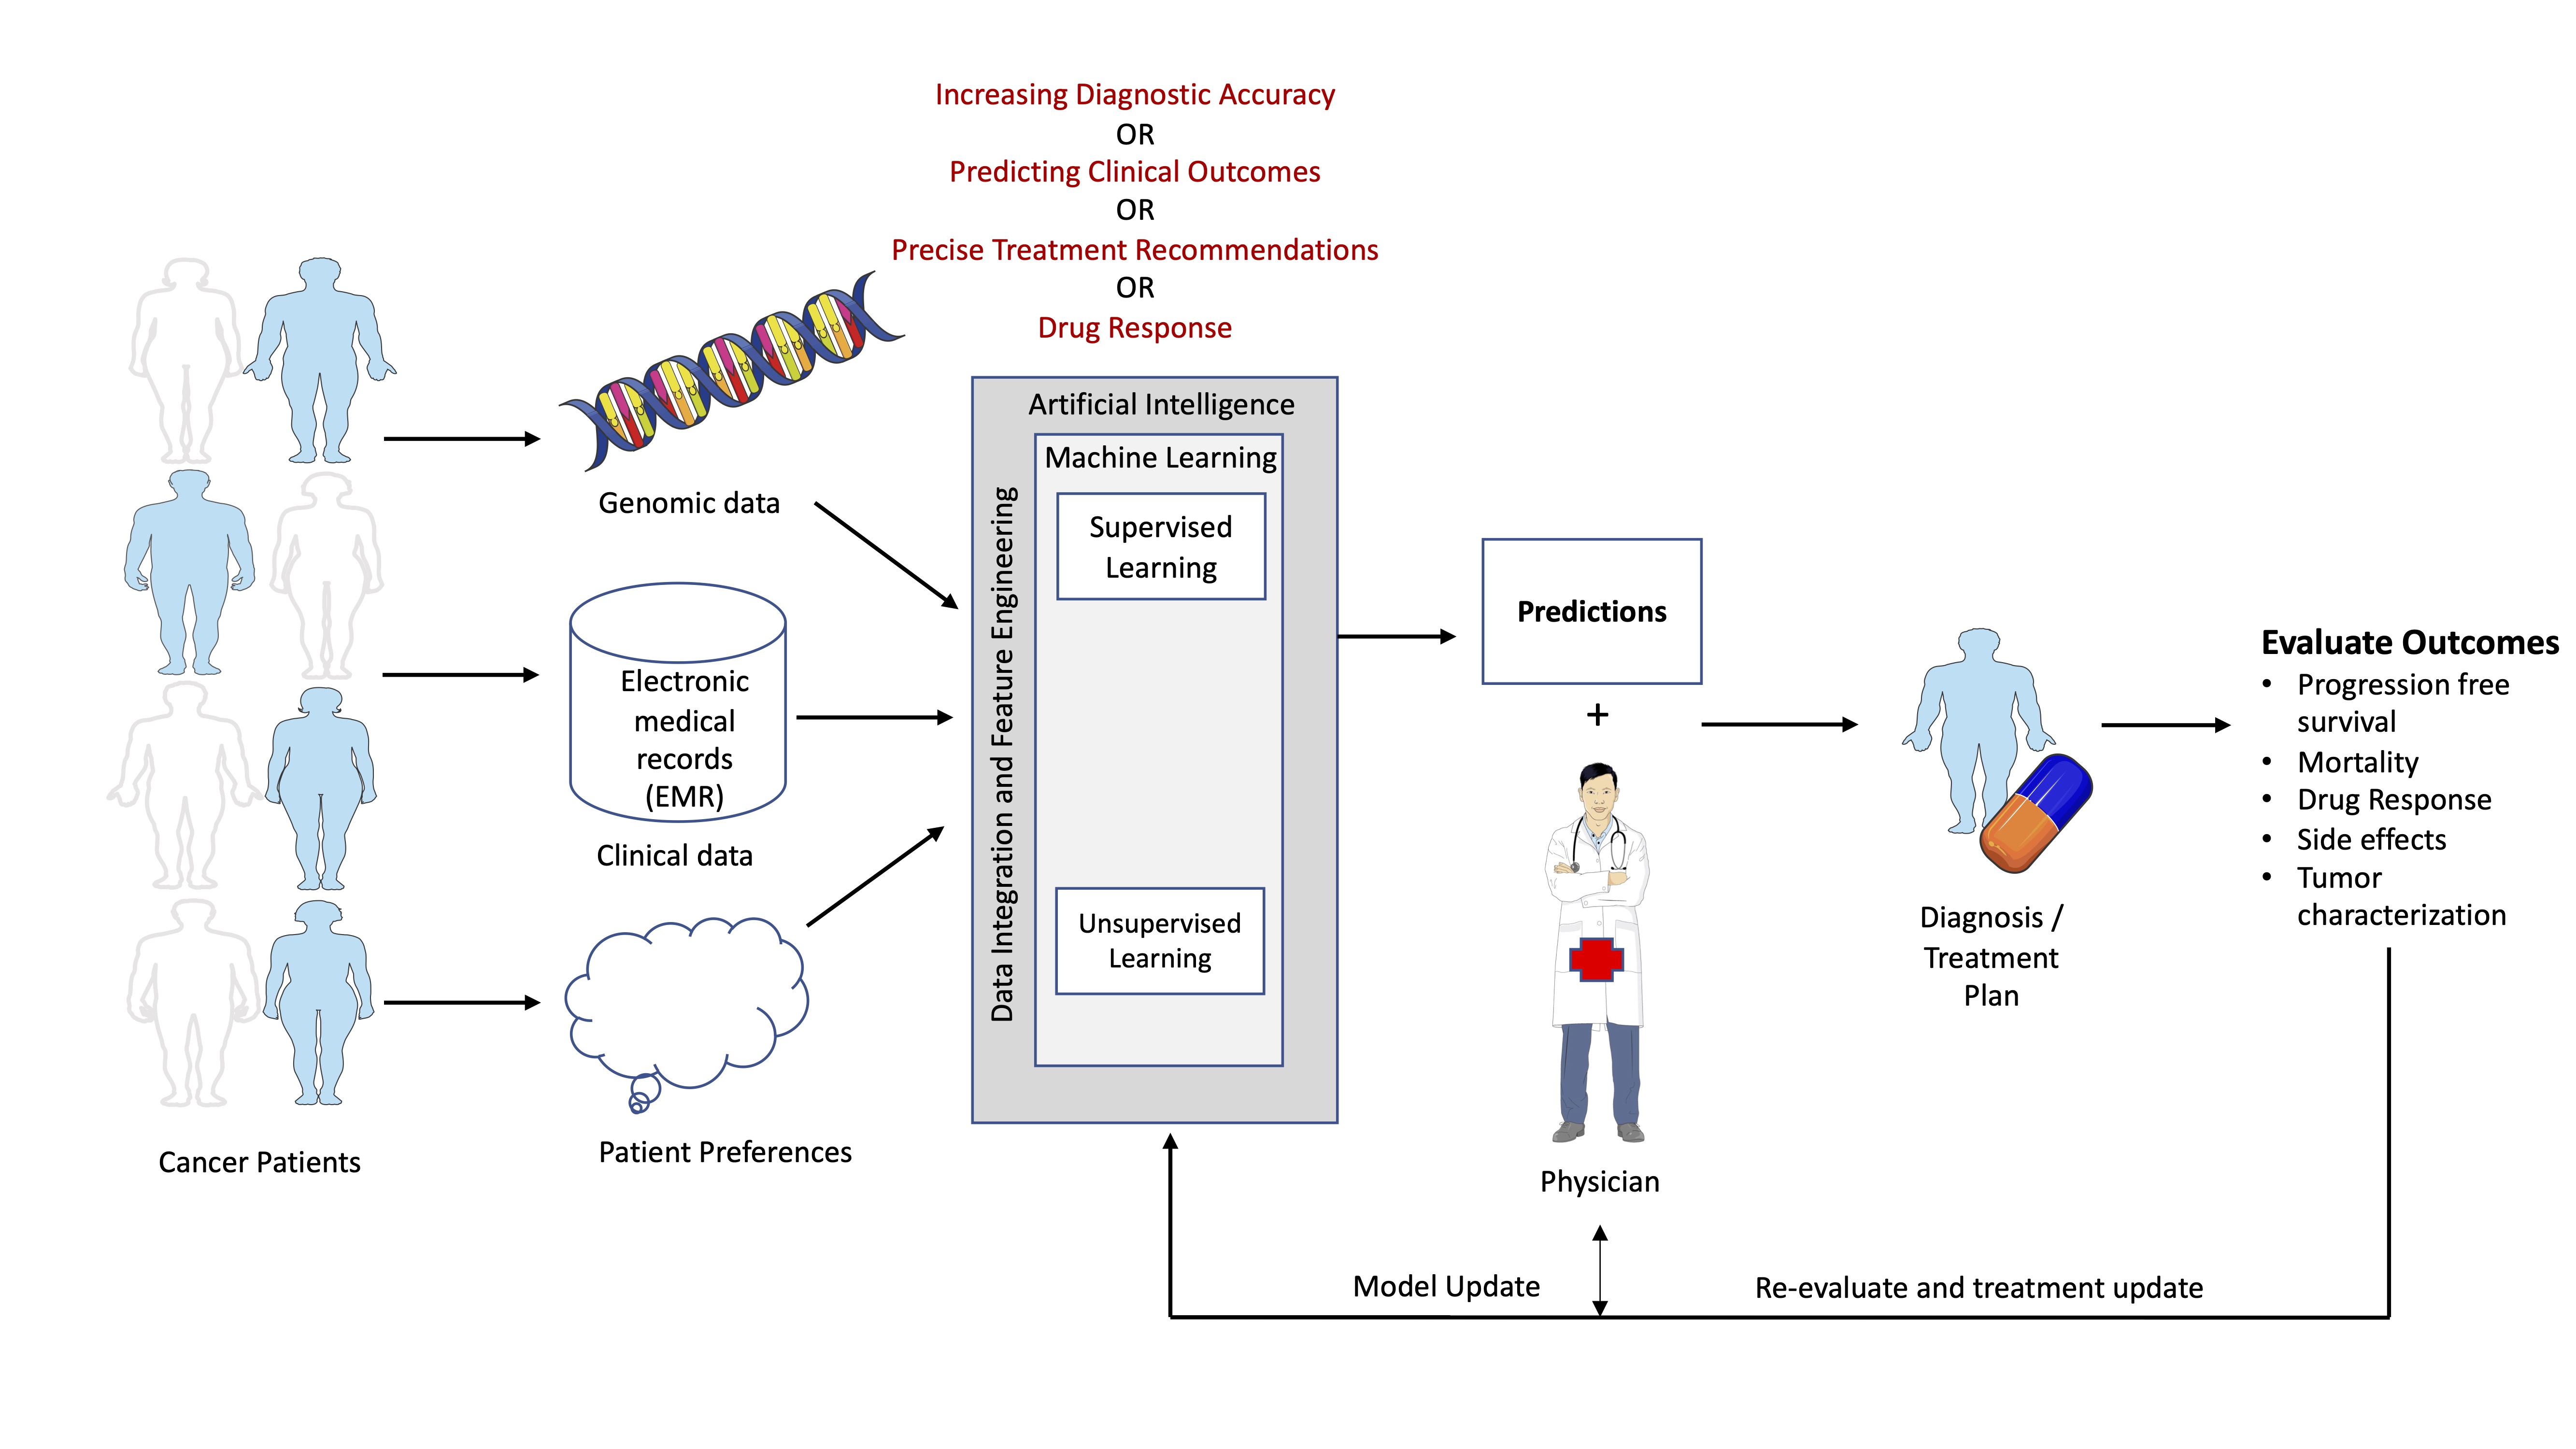 Increasing Diagnostic Accuracy
OR
Predicting Clinical Outcomes
OR
Precise Treatment Recommendations
OR
Drug Response
Cancer Patients
Genomic data
Electronic
medical
records
(EMR)
Clinical data
Patient Preferences
Artificial Intelligence
Data Integration and Feature Engineering
Machine Learning
Supervised
Learning
Unsupervised
Learning
Predictions
+
Physician
Diagnosis /
Treatment
Plan
Evaluate Outcomes
• Progression free
survival
• Mortality
• Drug Response
• Side effects
• Tumor
characterization
Model Update
Re-evaluate and treatment update